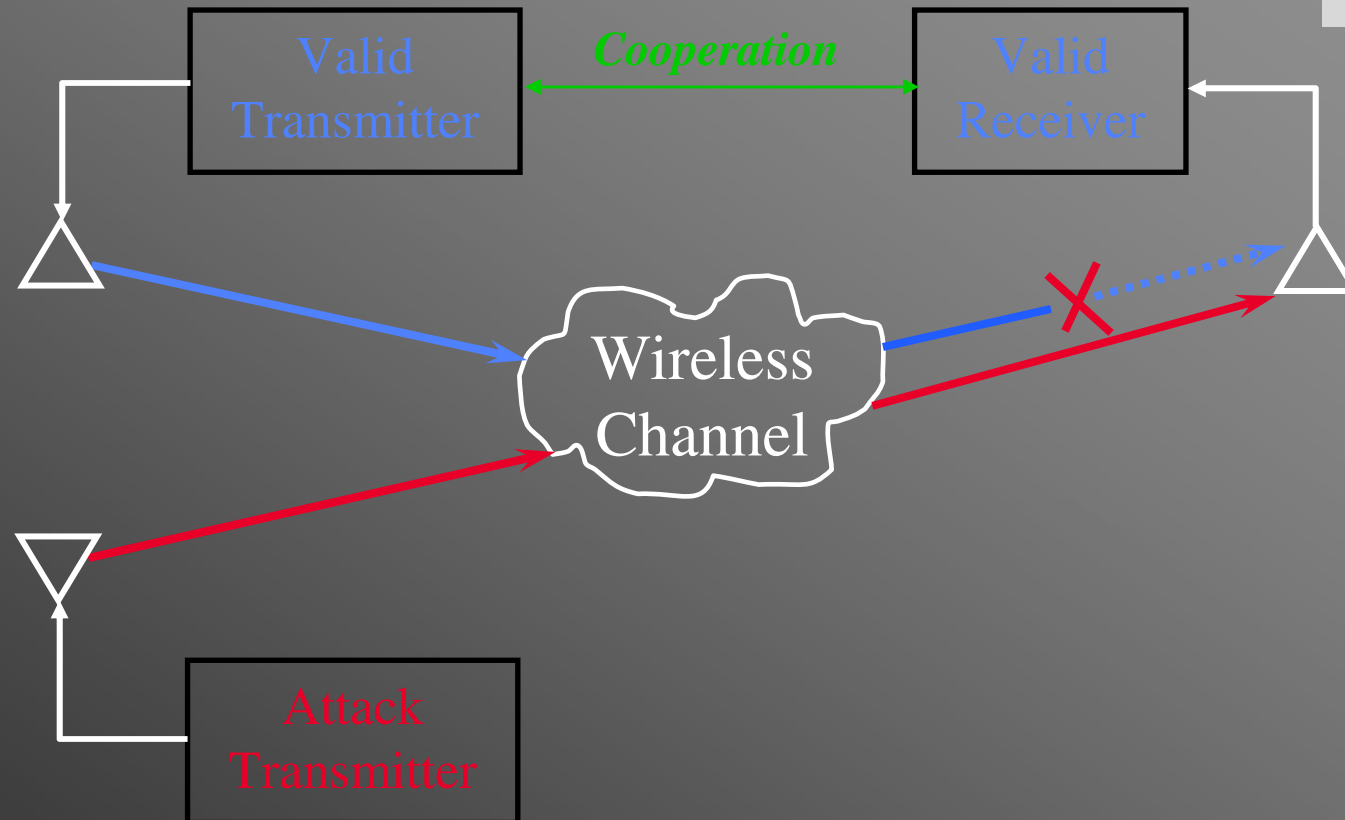 Valid
Transmitter
Cooperation
Valid
Receiver
Wireless
Channel
Attack
Transmitter